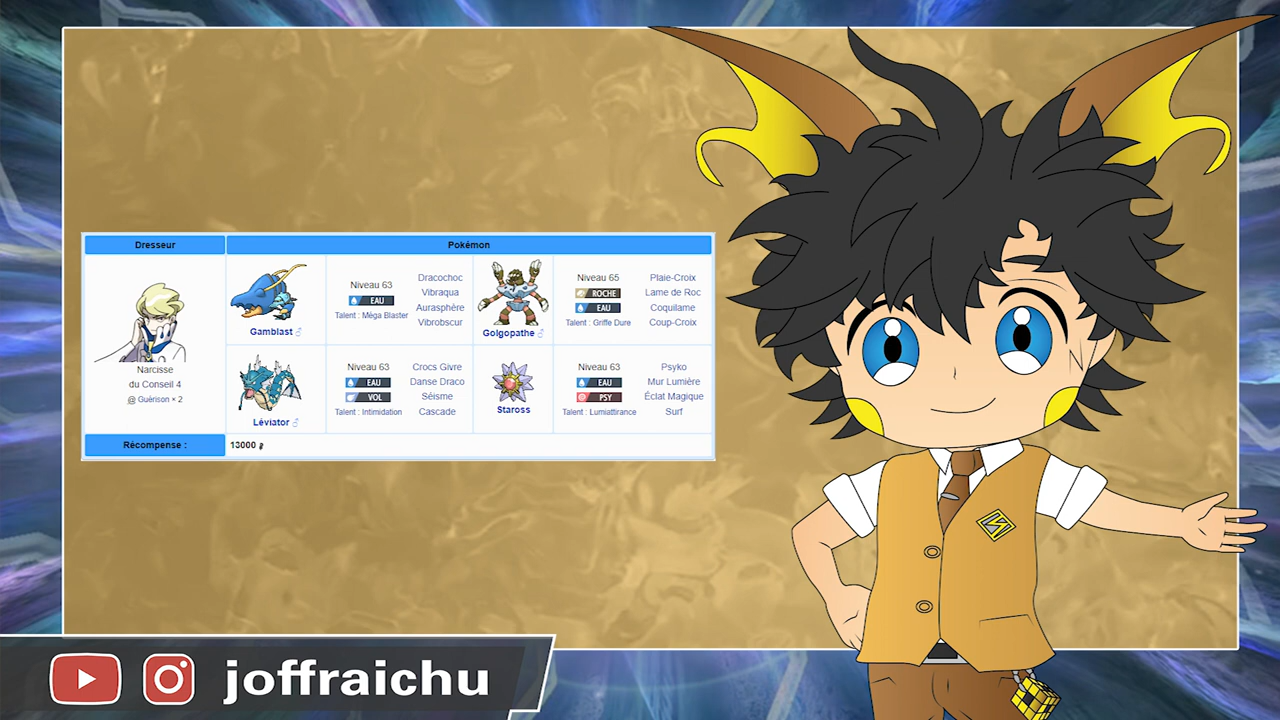 Dresseur
Pokémon
Narcisse
du Conseil 4
@ Guérison × 2
Gamblast ♂
Niveau 63
EAU
Talent : Méga Blaster
Dracochoc
Vibraqua
Aurasphère
Vibrobscur
Golgopathe ♂
Niveau 65
ROCHE
EAU
Talent : Griffe Dure
Plaie-Croix
Lame de Roc
Coquilame
Coup-Croix
Léviator ♂
Niveau 63
EAU
VOL
Talent : Intimidation
Crocs Givre
Danse Draco
Séisme
Cascade
Staross
Niveau 63
EAU
PSY
Talent : Lumiattirance
Psyko
Mur Lumière
Éclat Magique
Surf
Récompense :
13000 ₽
joffraichu